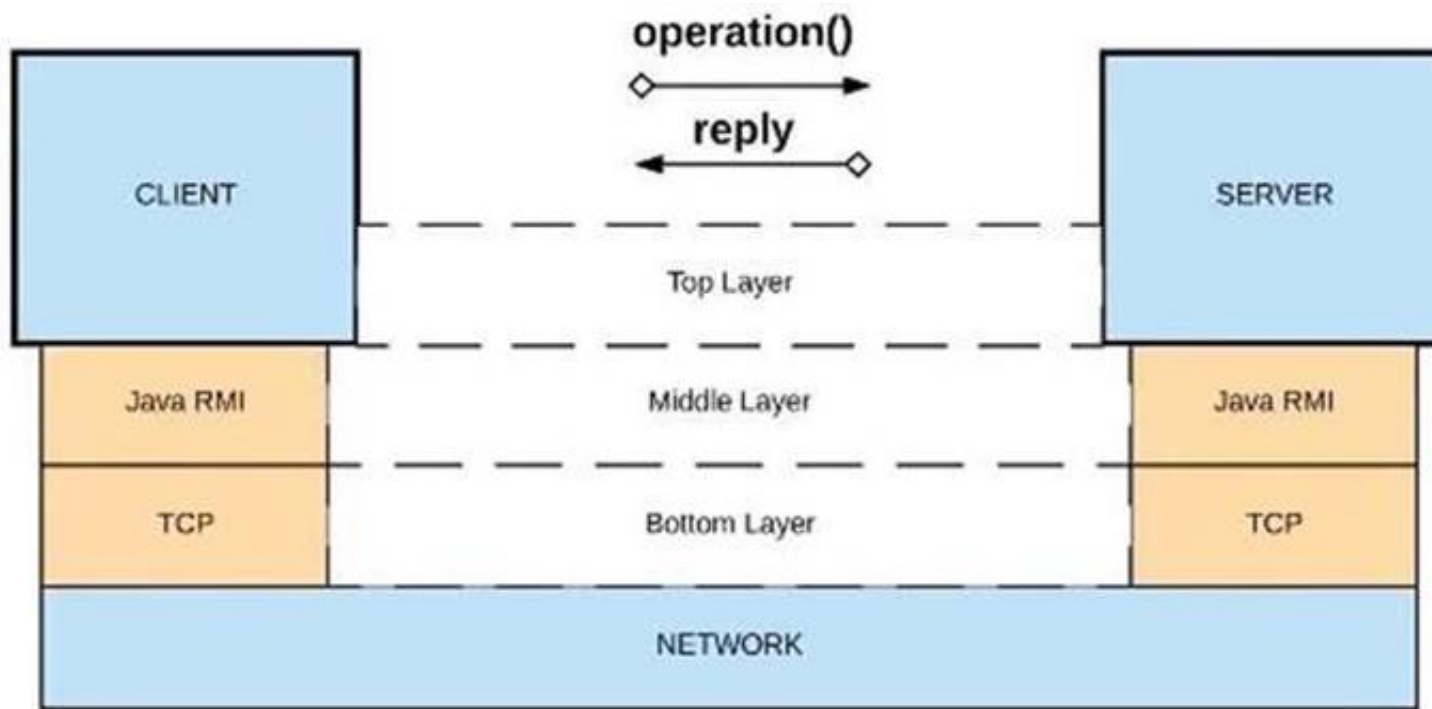 operation()
reply
CLIENT
SERVER
Top Layer
Java RMI
Middle Layer
Java RMI
TCP
Bottom Layer
TCP
NETWORK